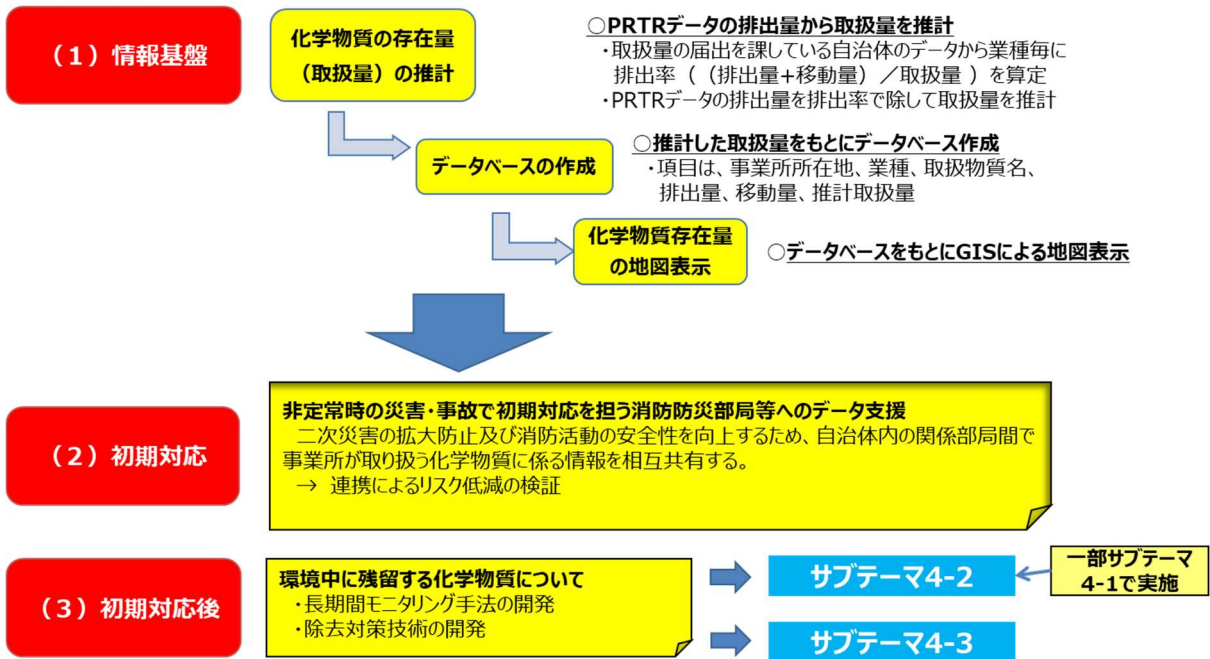 （1）情報基盤
化学物質の存在量
（取扱量）の推計
○PRTRデータの排出量から取扱量を推計
・取扱量の届出を課している自治体のデータから業種毎に
排出率（（排出量+移動量）／取扱量 ）を算定
・PRTRデータの排出量を排出率で除して取扱量を推計
データベースの作成
○推計した取扱量をもとにデータベース作成
・項目は、事業所所在地、業種、取扱物質名、
排出量、移動量、推計取扱量
化学物質存在量
の地図表示
○データベースをもとにGISによる地図表示
（2）初期対応
非定常時の災害・事故で初期対応を担う消防防災部局等へのデータ支援
二次災害の拡大防止及び消防活動の安全性を向上するため、自治体内の関係部局間で
事業所が取り扱う化学物質に係る情報を相互共有する。
→ 連携によるリスク低減の検証
（3）初期対応後
環境中に残留する化学物質について
・長期間モニタリング手法の開発
・除去対策技術の開発
サブテーマ4-2
一部サブテーマ
4-1で実施
サブテーマ4-3